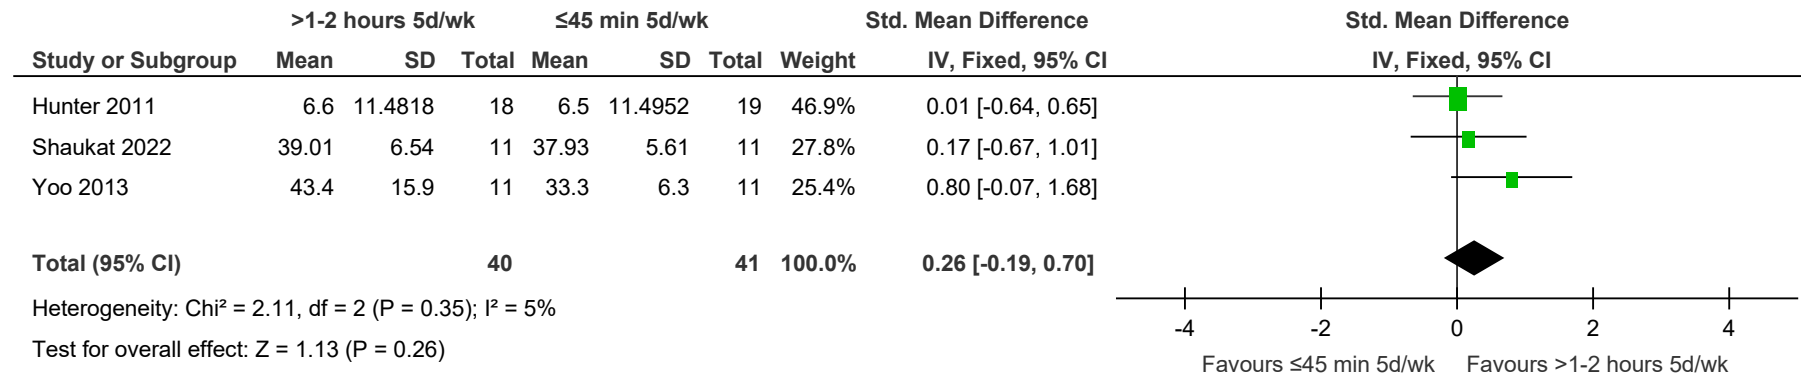 >1-2 hours 5d/wk ≤45 min 5d/wk Std. Mean Difference Std. Mean Difference
Study or Subgroup Mean SD Total Mean SD Total Weight IV, Fixed, 95% CI IV, Fixed, 95% CI
Hunter 2011 6.6 11.4818 18 6.5 11.4952 19 46.9% 0.01 [-0.64, 0.65]
Shaukat 2022 39.01 6.54 11 37.93 5.61 11 27.8% 0.17 [-0.67, 1.01]
Yoo 2013 43.4 15.9 11 33.3 6.3 11 25.4% 0.80 [-0.07, 1.68]
Total (95% CI) 40 41 100.0% 0.26 [-0.19, 0.70]
Heterogeneity: Chi² = 2.11, df = 2 (P = 0.35); I² = 5%
Test for overall effect: Z = 1.13 (P = 0.26)
-4 -2 0 2 4
Favours ≤45 min 5d/wk Favours >1-2 hours 5d/wk